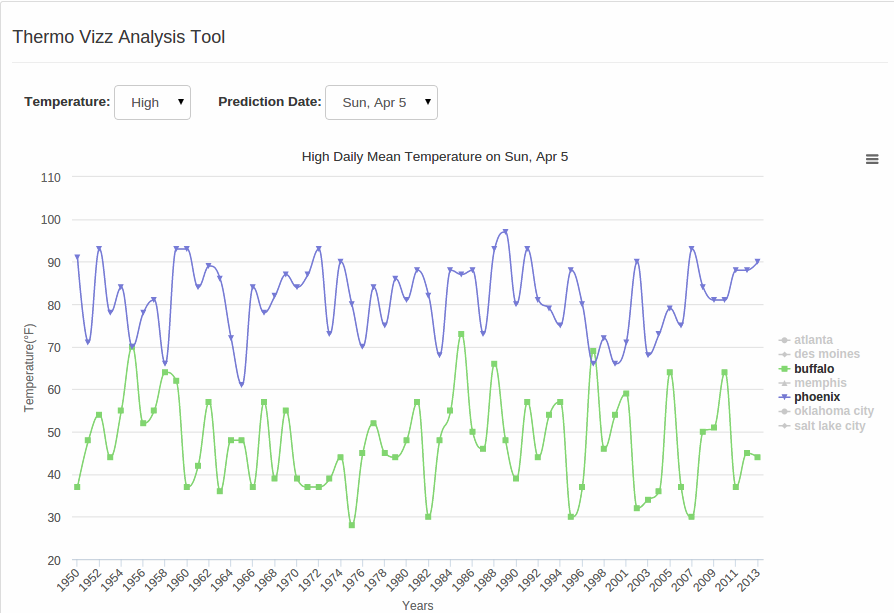 Thermo Vizz Analysis Tool
Temperature: High Prediction Date: Sun, Apr 5
High Daily Mean Temperature on Sun, Apr 5
Temperature(°F)
110
100
90
80
70
60
50
40
30
20
1950 1952 1954 1956 1958 1960 1962 1964 1966 1968 1970 1972 1974 1976 1978 1980 1982 1984 1986 1988 1990 1992 1994 1996 1998 2001 2003 2005 2007 2009 2011 2013
Years
atlanta
des moines
buffalo
memphis
phoenix
oklahoma city
salt lake city